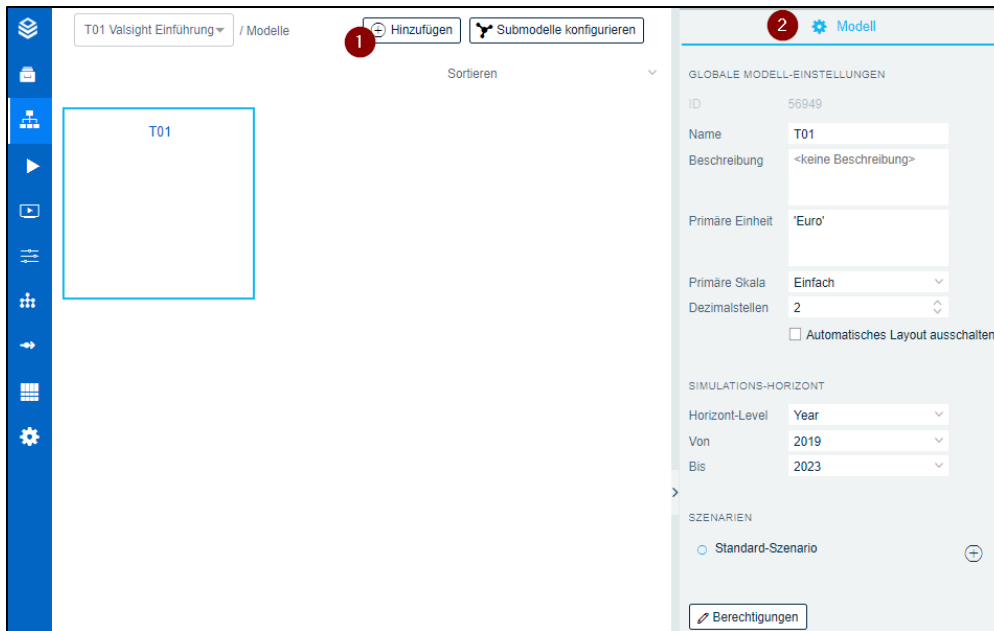 T01 Valsight Einführung / Modelle
1
Hinzufügen
Submodelle konfigurieren
Sortieren
T01
2
Modell
GLOBALE MODELL-EINSTELLUNGEN
ID 56949
Name T01
Beschreibung <keine Beschreibung>
Primäre Einheit 'Euro'
Primäre Skala Einfach
Dezimalstellen 2
Automatisches Layout ausschalten
SIMULATIONS-HORIZONT
Horizont-Level Year
Von 2019
Bis 2023
SZENARIEN
Standard-Szenario
Berechtigungen